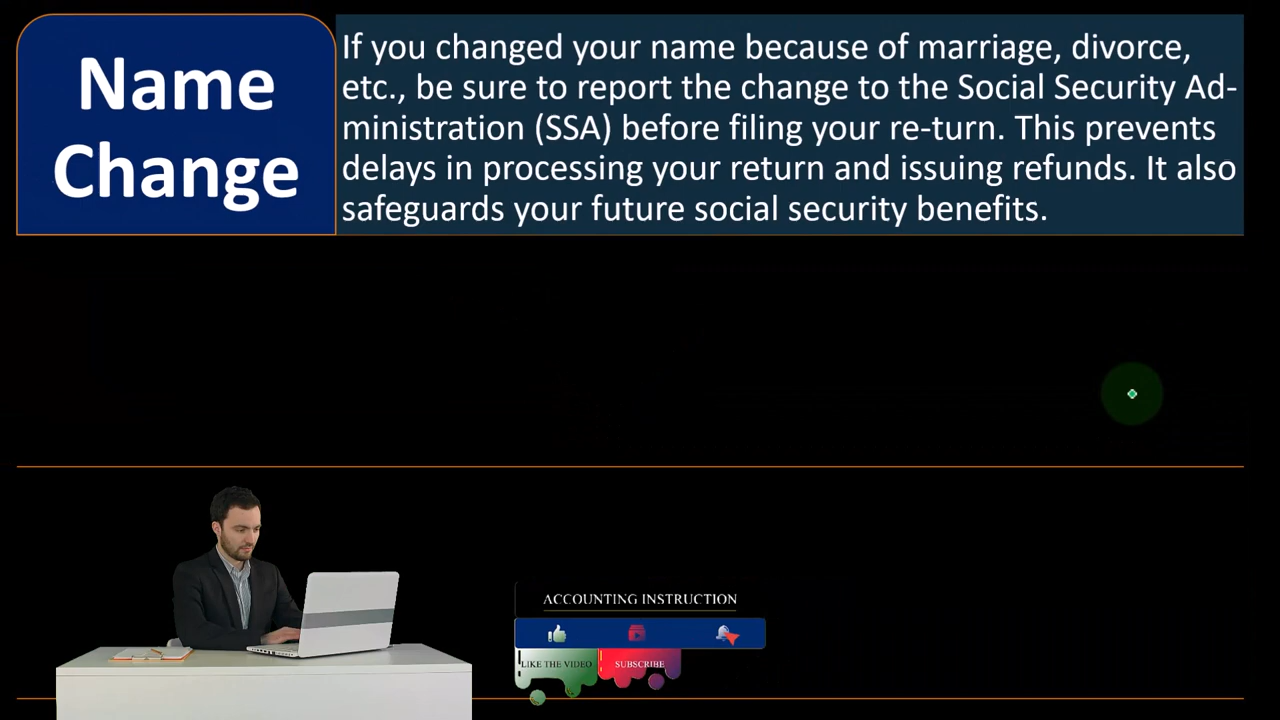 Name
Change
If you changed your name because of marriage, divorce,
etc., be sure to report the change to the Social Security Ad-
ministration (SSA) before filing your re-turn. This prevents
delays in processing your return and issuing refunds. It also
safeguards your future social security benefits.
ACCOUNTING INSTRUCTION
LIKE THE VIDEO
SUBSCRIBE